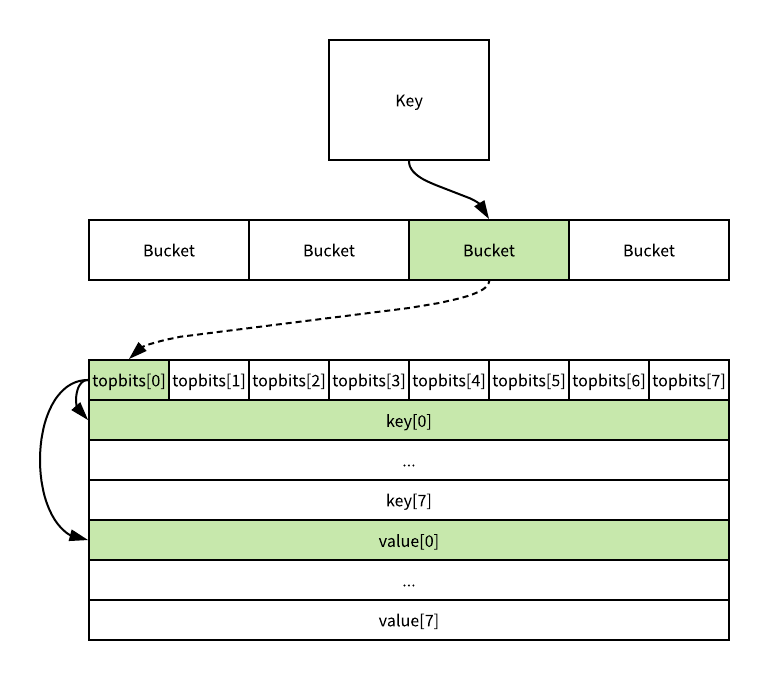 Key
Bucket Bucket Bucket Bucket
topbits[0] topbits[1] topbits[2] topbits[3] topbits[4] topbits[5] topbits[6] topbits[7]
key[0]
...
key[7]
value[0]
...
value[7]